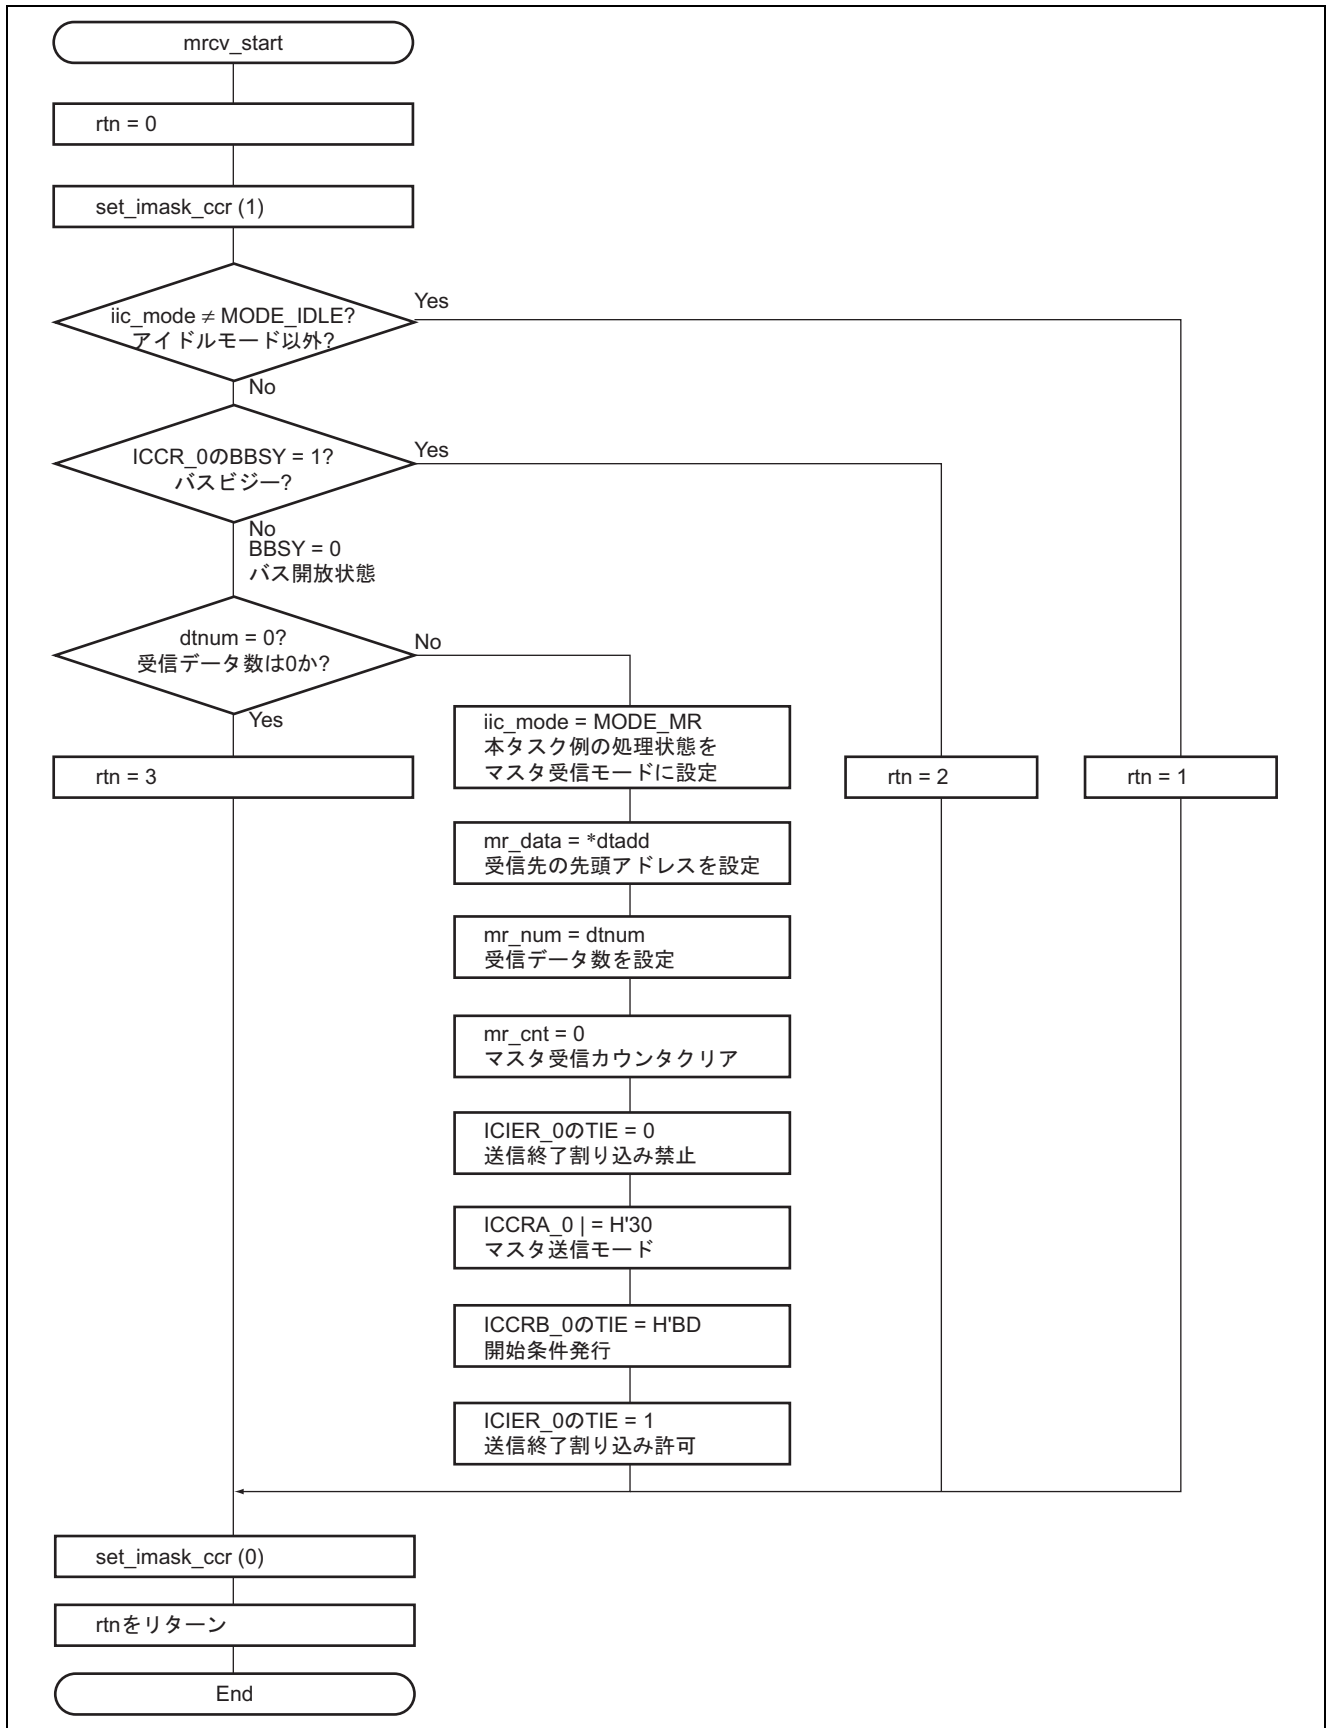 mrcv_start
rtn = 0
set_imask_ccr (1)
iic_mode ≠ MODE_IDLE?
アイドルモード以外?
Yes
No
ICCR_0のBBSY = 1?
バスビジー?
Yes
No
BBSY = 0
バス開放状態
dtnum = 0?
受信データ数は0か?
No
Yes
rtn = 3
iic_mode = MODE_MR
本タスク例の処理状態を
マスタ受信モードに設定
rtn = 2
rtn = 1
mr_data = *dtadd
受信先の先頭アドレスを設定
mr_num = dtnum
受信データ数を設定
mr_cnt = 0
マスタ受信カウンタクリア
ICIER_0のTIE = 0
送信終了割り込み禁止
ICCRA_0 | = H'30
マスタ送信モード
ICCRB_0のTIE = H'BD
開始条件発行
ICIER_0のTIE = 1
送信終了割り込み許可
set_imask_ccr (0)
rtnをリターン
End